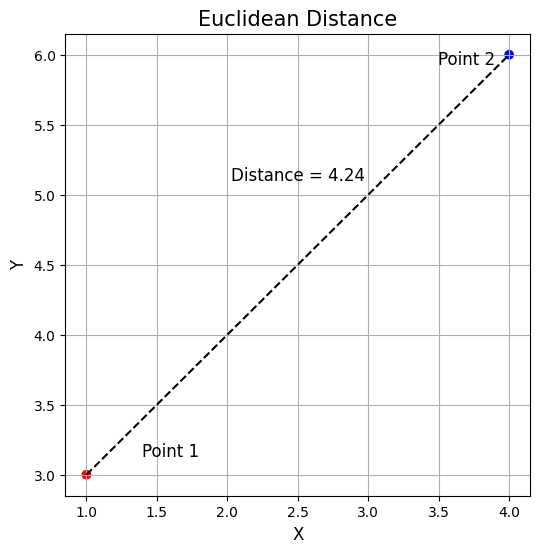 Euclidean Distance
6.0
Point 2
5.5
Distance = 4.24
5.0
Y
4.5
4.0
3.5
Point 1
3.0
1.0 1.5 2.0 2.5 3.0 3.5 4.0
X